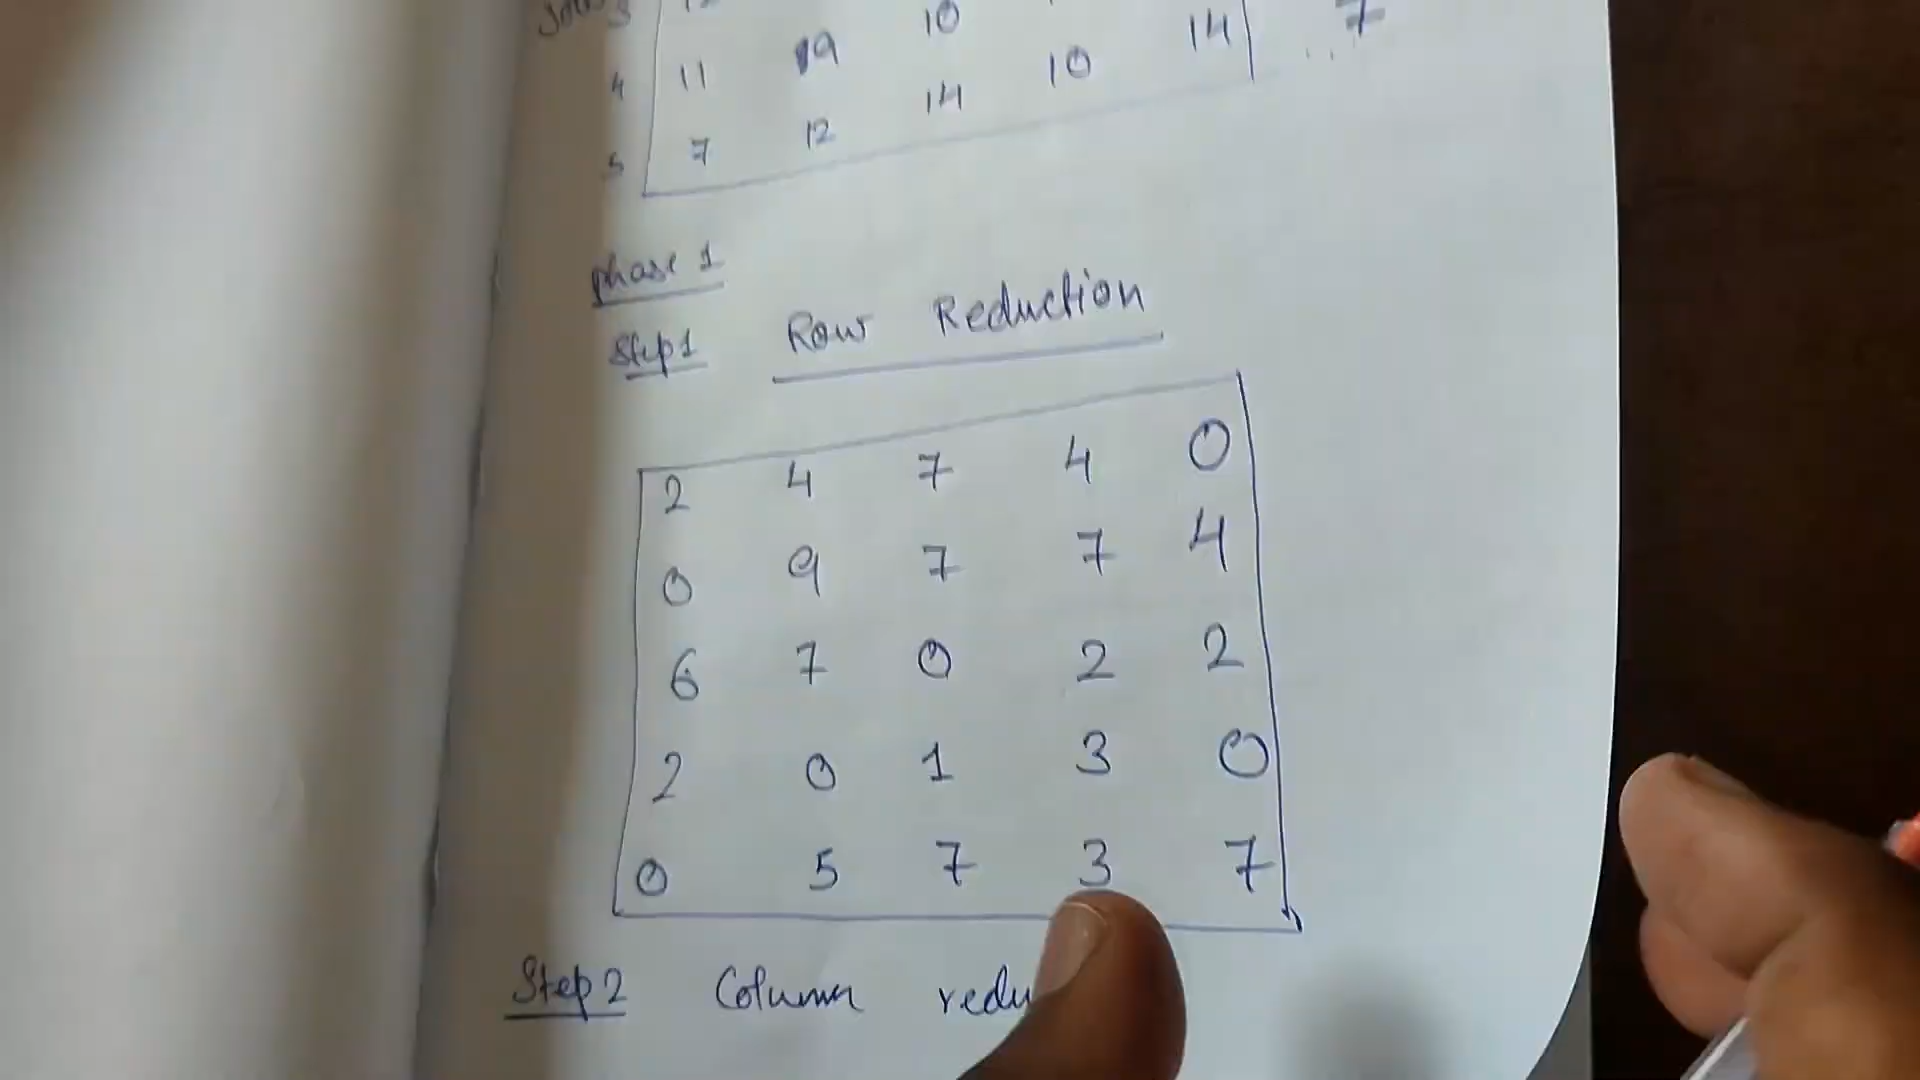 3
10
4 11 19 14 7
10
5 7 12 14
phase 1
Step1 Row Reduction
2 4 7 4 0
0 9 7 7 4
6 7 0 2 2
2 0 1 3 0
0 5 7 3 7
Step2 Column redu